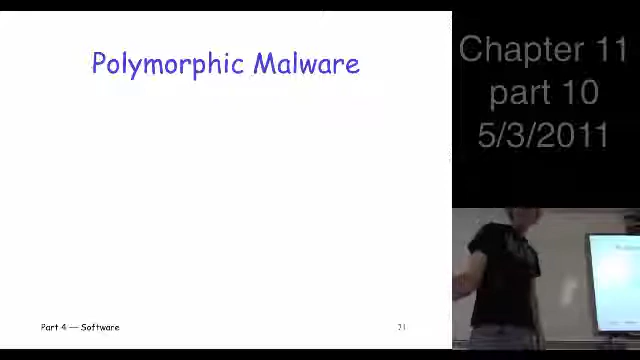 Polymorphic Malware
Part 4 — Software
71
Chapter 11
part 10
5/3/2011